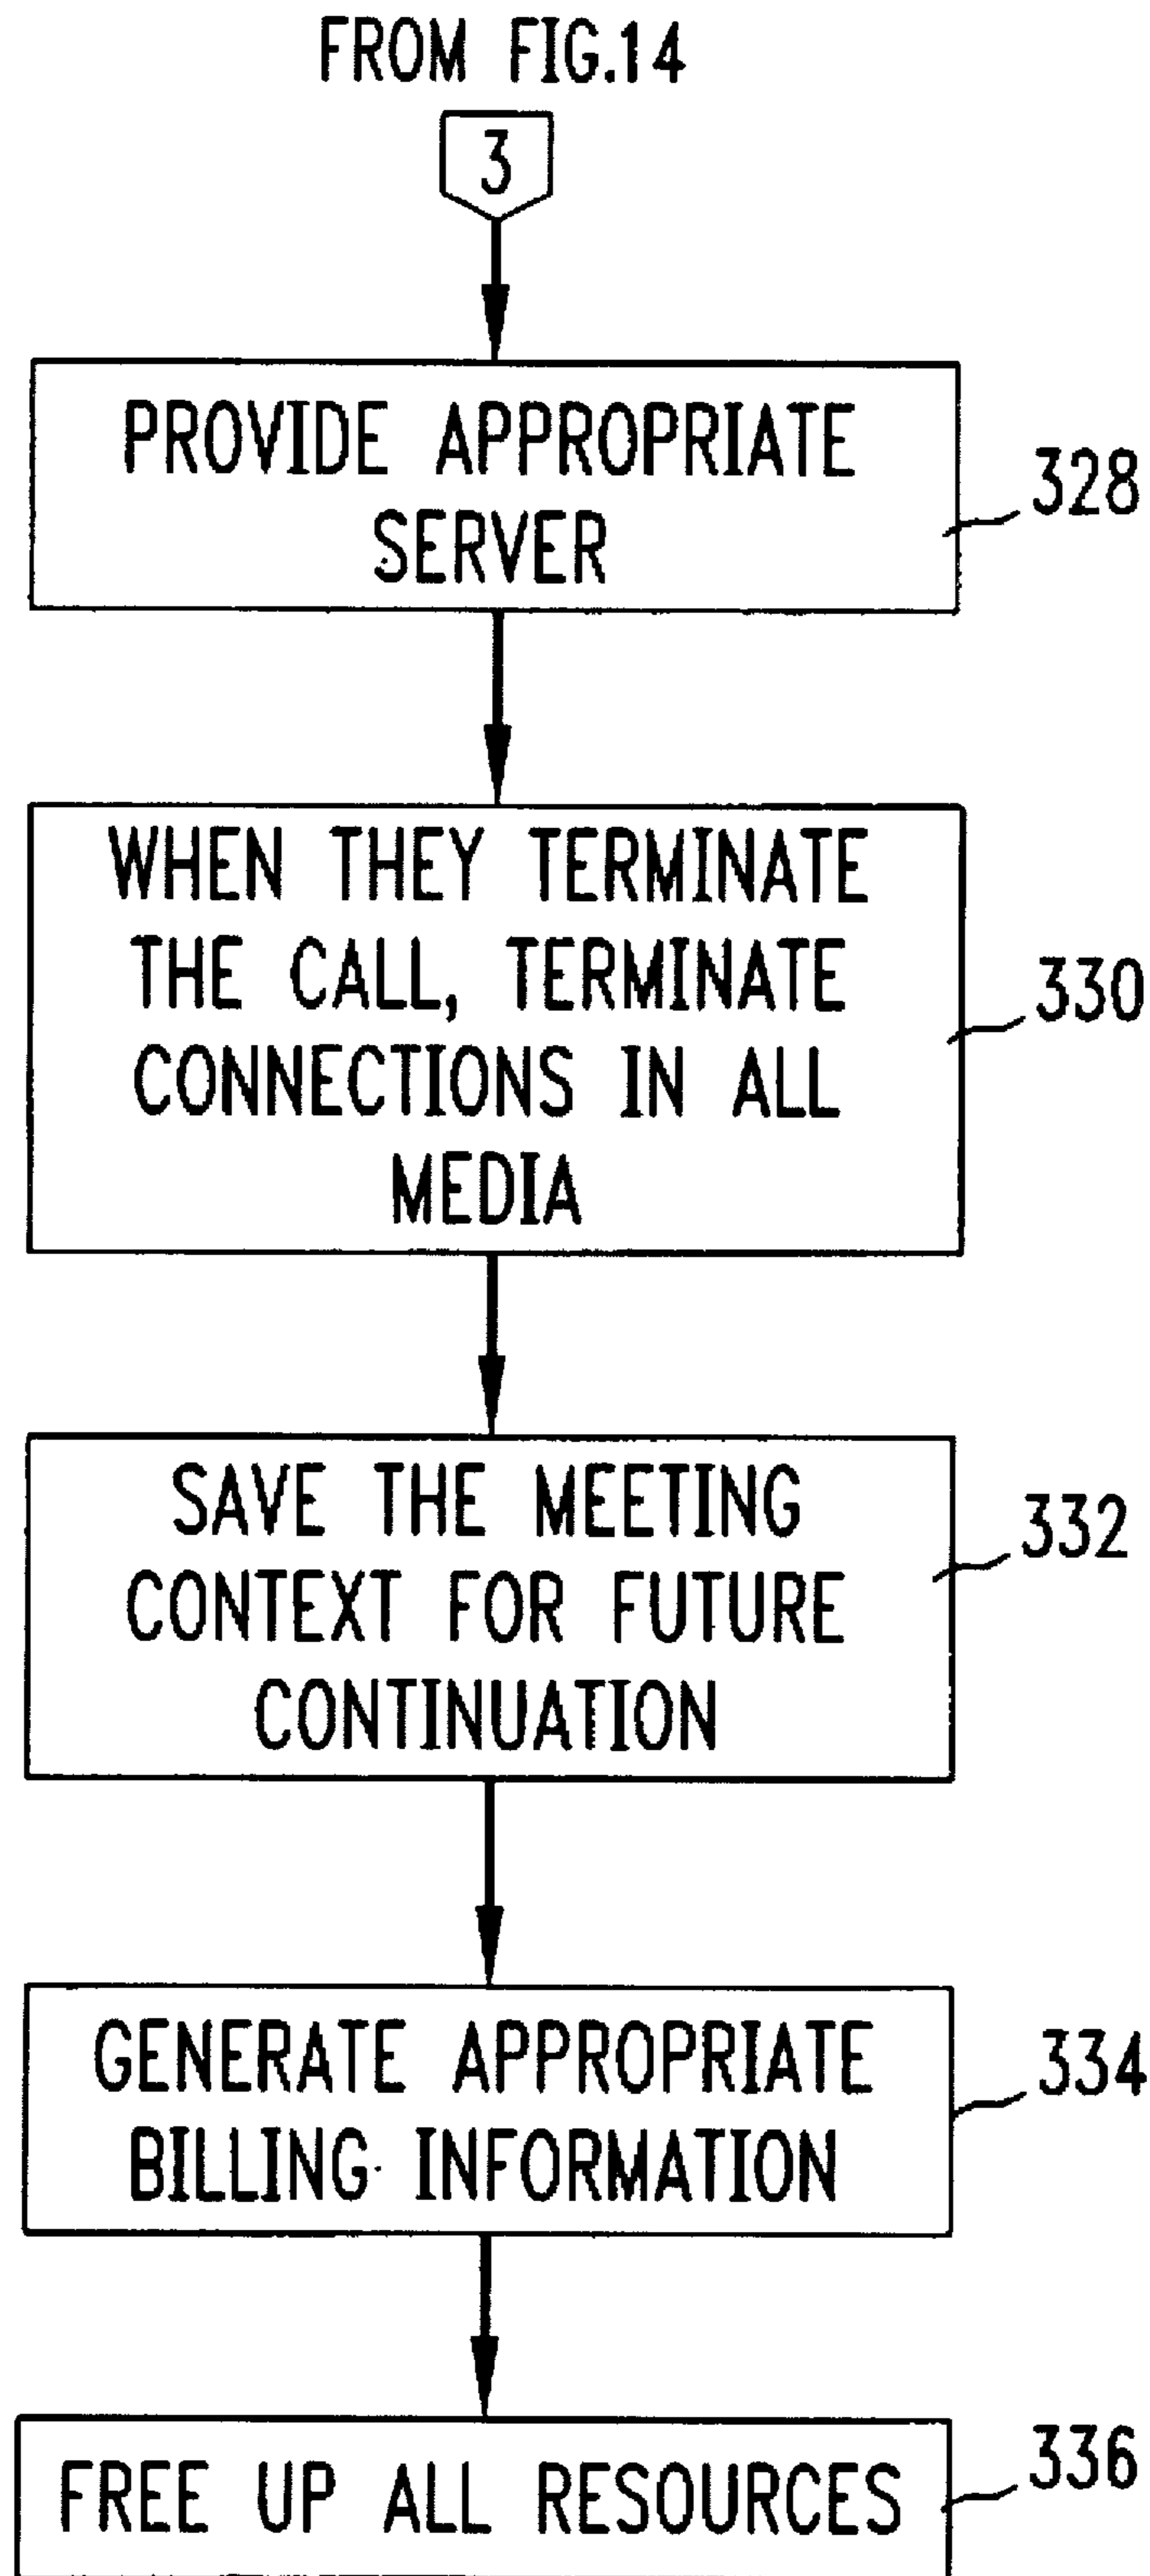 FROM FIG.14
3
PROVIDE APPROPRIATE
SERVER
328
WHEN THEY TERMINATE
THE CALL, TERMINATE
CONNECTIONS IN ALL
MEDIA
330
SAVE THE MEETING
CONTEXT FOR FUTURE
CONTINUATION
332
GENERATE APPROPRIATE
BILLING INFORMATION
334
FREE UP ALL RESOURCES
336